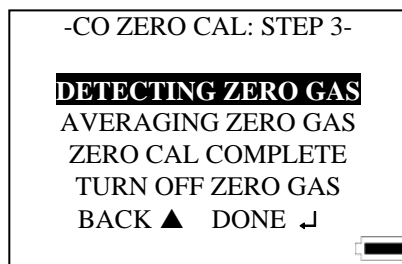 -CO ZERO CAL: STEP 3-
DETECTING ZERO GAS
AVERAGING ZERO GAS
ZERO CAL COMPLETE
TURN OFF ZERO GAS
BACK ▲ DONE ↵